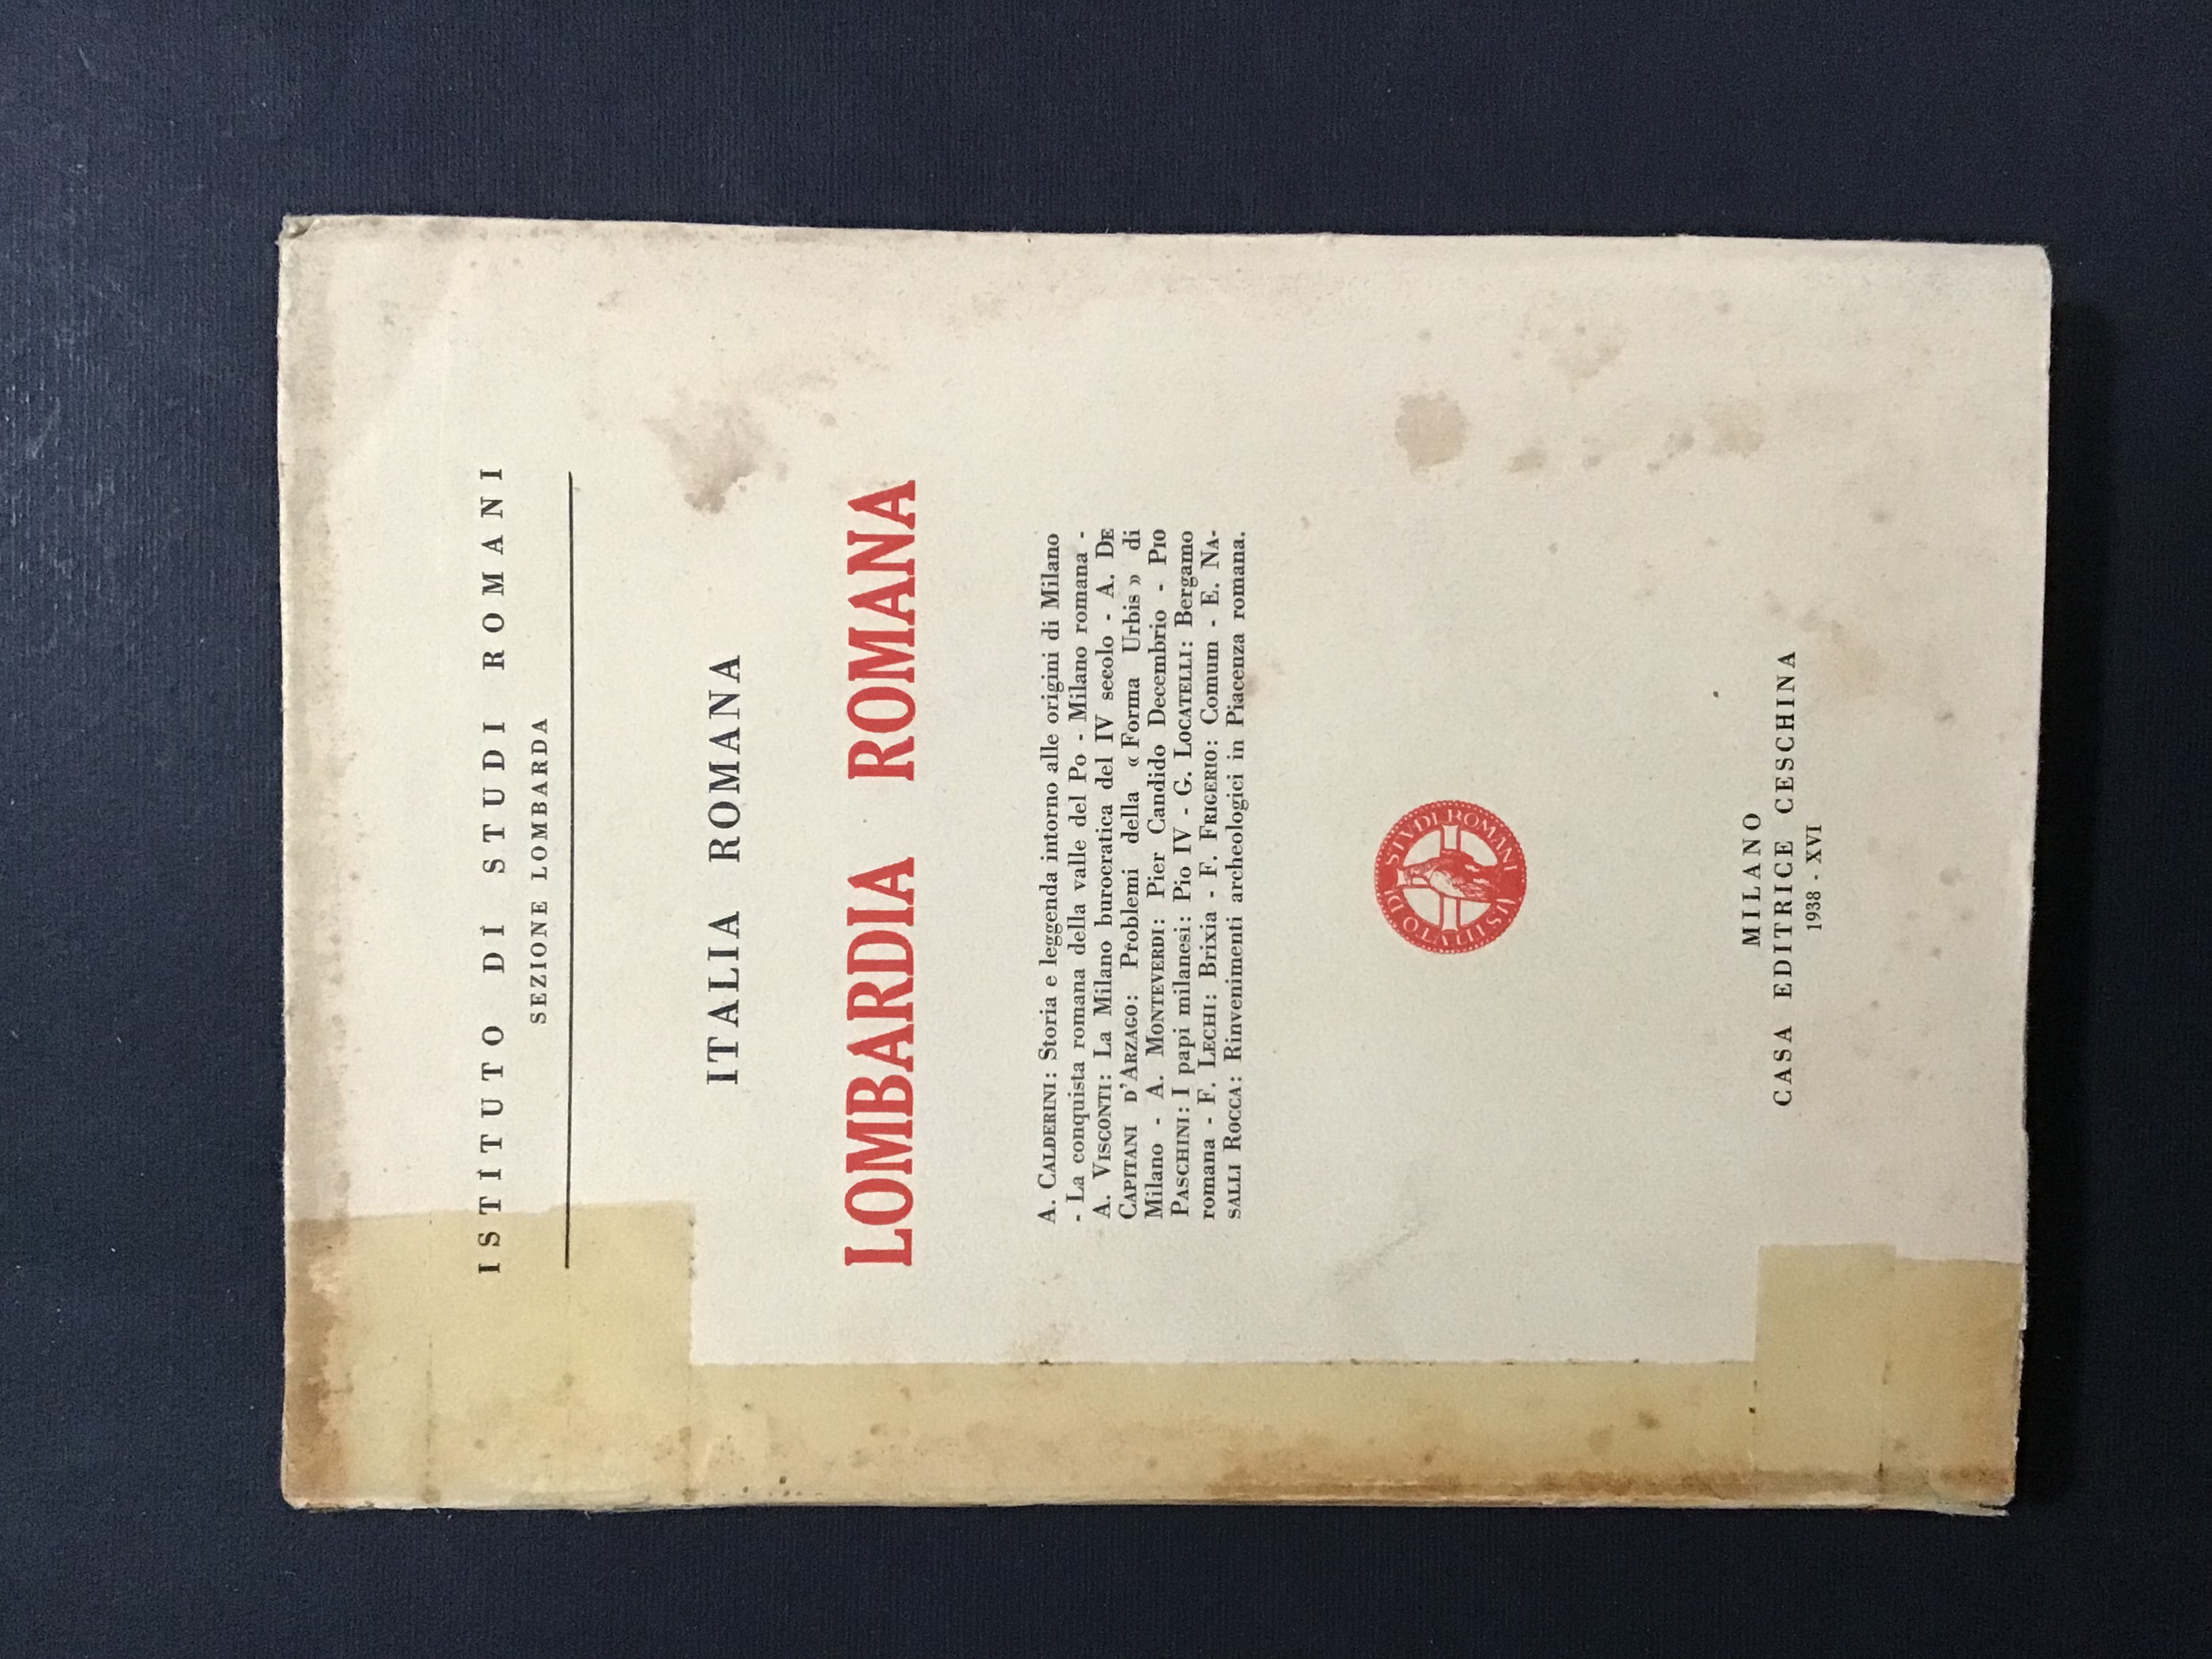 ISTITUTO DI STUDI ROMANI
SEZIONE LOMBARDA
ITALIA ROMANA
LOMBARDIA ROMANA
A. CALDERINI: Storia e leggenda intorno alle origini di Milano
- La conquista romana della valle del Po - Milano romana -
A. VISCONTI: La Milano burocratica del IV secolo - A. DE
CAPITANI D'ARZAGO: Problemi della « Forma Urbis » di
Milano - A. MONTEVERDI: Pier Candido Decembrio - PIO
PASCHINI: I papi milanesi: Pio IV - G. LOCATELLI: Bergamo
romana - F. LECHI: Brixia - F. FRIGERIO: Comum - E. NA-
SALLI ROCCA: Rinvenimenti archeologici in Piacenza romana.
ISTITVTO DI STVDI ROMANI
MILANO
CASA EDITRICE CESCHINA
1938 - XVI